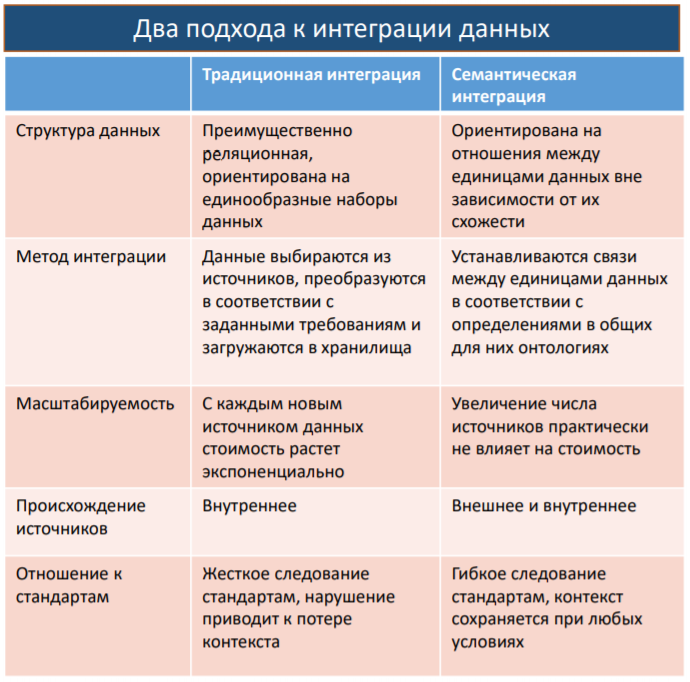 Два подхода к интеграции данных
Традиционная интеграция
Семантическая
интеграция
Структура данных
Преимущественно
реляционная,
ориентирована на
единообразные наборы
данных
Ориентирована на
отношения между
единицами данных вне
зависимости от их
схожести
Метод интеграции
Данные выбираются из
источников, преобразуются
в соответствии с
заданными требованиям и
загружаются в хранилища
Устанавливаются связи
между единицами данных
в соответствии с
определениями в общих
для них онтологиях
Масштабируемость
С каждым новым
источником данных
стоимость растет
экспоненциально
Увеличение числа
источников практически
не влияет на стоимость
Происхождение
источников
Внутреннее
Внешнее и внутреннее
Отношение к
стандартам
Жесткое следование
стандартам, нарушение
приводит к потере
контекста
Гибкое следование
стандартам, контекст
сохраняется при любых
условиях